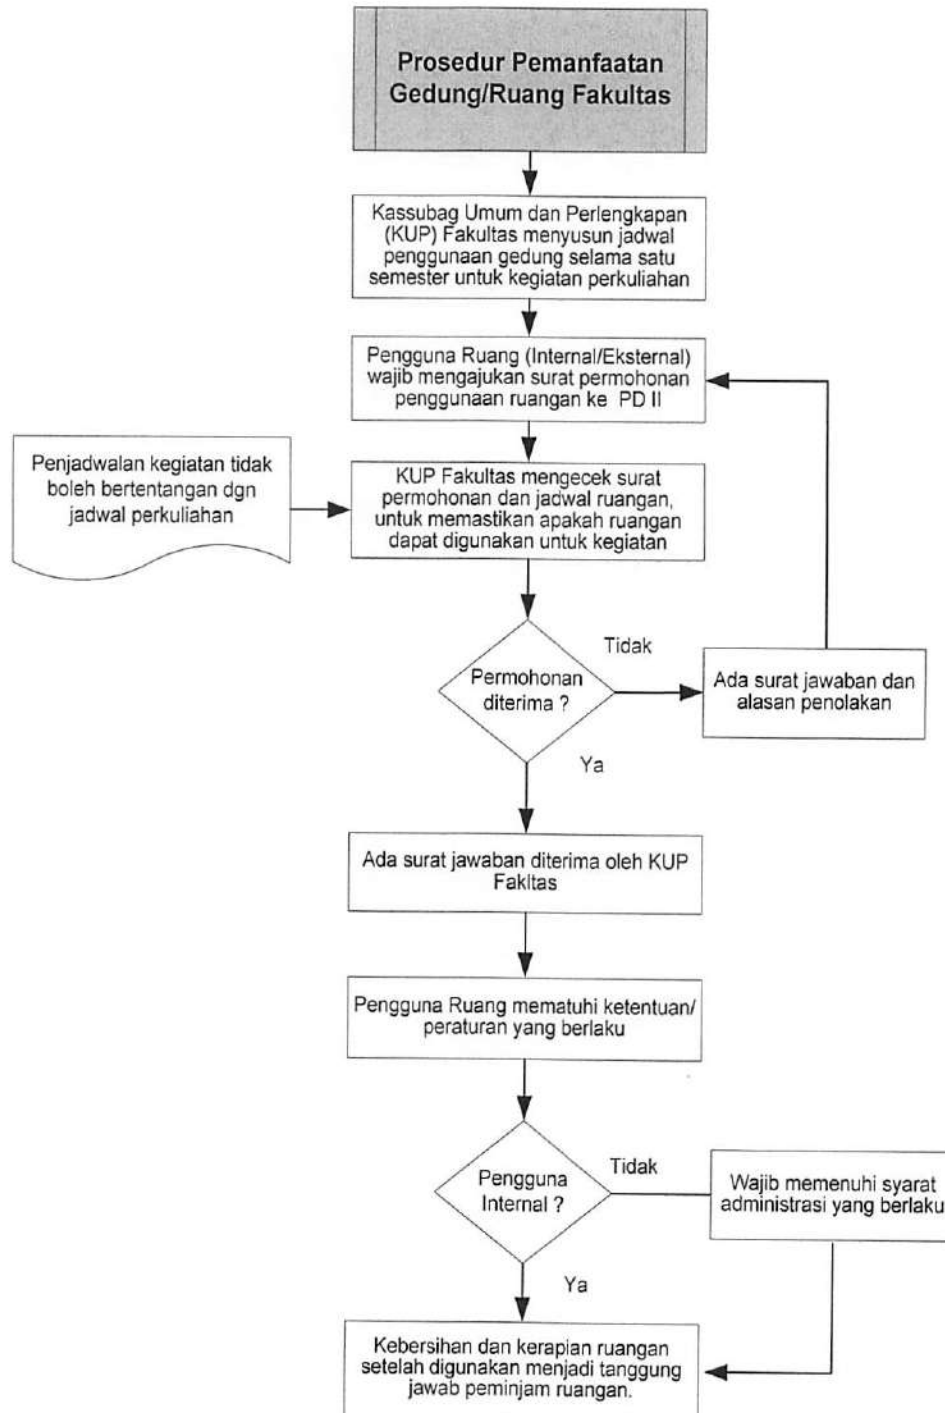 Prosedur Pemanfaatan
Gedung/Ruang Fakultas
Kassubag Umum dan Perlengkapan
(KUP) Fakultas menyusun jadwal
penggunaan gedung selama satu
semester untuk kegiatan perkuliahan
Pengguna Ruang (Internal/Eksternal)
wajib mengajukan surat permohonan
penggunaan ruangan ke PD II
Penjadwalan kegiatan tidak
boleh bertentangan dgn
jadwal perkuliahan
KUP Fakultas mengecek surat
permohonan dan jadwal ruangan,
untuk memastikan apakah ruangan
dapat digunakan untuk kegiatan
Permohonan
diterima ?
Tidak
Ada surat jawaban dan
alasan penolakan
Ya
Ada surat jawaban diterima oleh KUP
Fakltas
Pengguna Ruang mematuhi ketentuan/
peraturan yang berlaku
Pengguna
Internal ?
Tidak
Wajib memenuhi syarat
administrasi yang berlaku
Ya
Kebersihan dan kerapian ruangan
setelah digunakan menjadi tanggung
jawab peminjam ruangan.